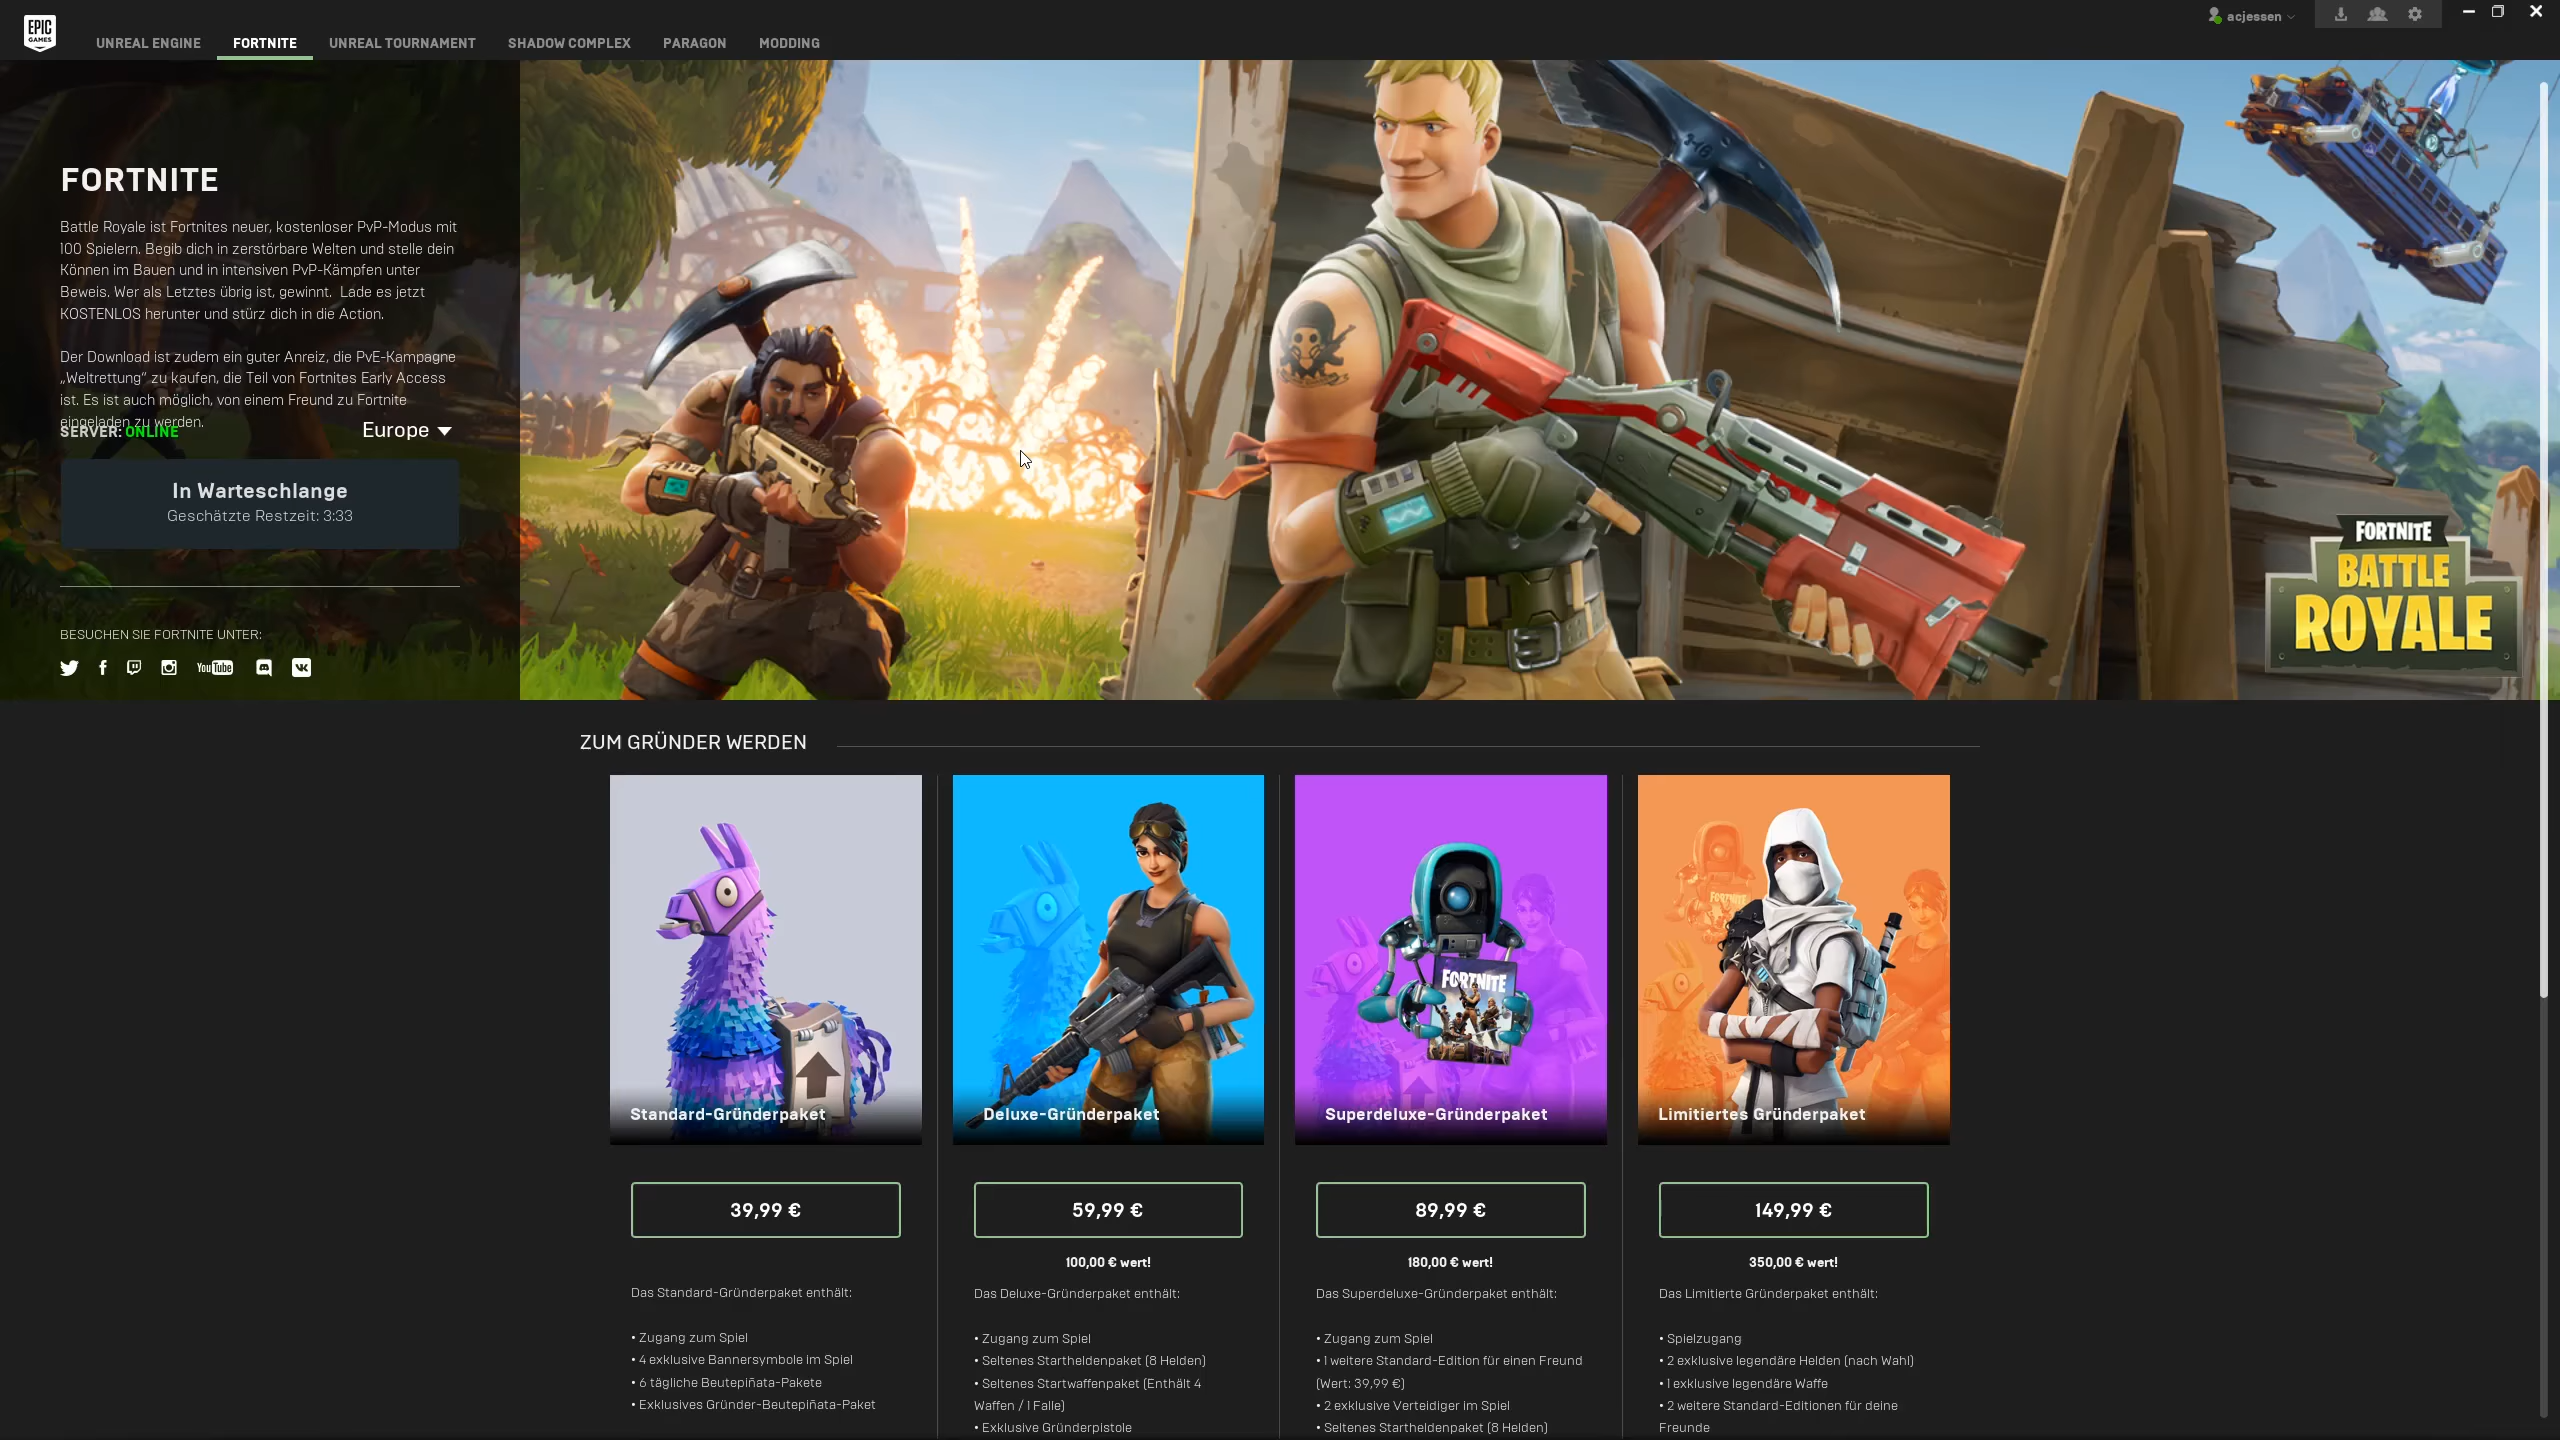 EPIC GAMES
UNREAL ENGINE
FORTNITE
UNREAL TOURNAMENT
SHADOW COMPLEX
PARAGON
MODDING
acjessen
FORTNITE
Battle Royale ist Fortnites neuer, kostenloser PvP-Modus mit
100 Spielern. Begib dich in zerstörbare Welten und stelle dein
Können im Bauen und in intensiven PvP-Kämpfen unter
Beweis. Wer als Letztes übrig ist, gewinnt. Lade es jetzt
KOSTENLOS herunter und stürz dich in die Action.
Der Download ist zudem ein guter Anreiz, die PvE-Kampagne
„Weltrettung“ zu kaufen, die Teil von Fortnites Early Access
ist. Es ist auch möglich, von einem Freund zu Fortnite
eingeladen zu werden.
SERVER: ONLINE
Europe
In Warteschlange
Geschätzte Restzeit: 3:33
BESUCHEN SIE FORTNITE UNTER:
YouTube
FORTNITE
BATTLE
ROYALE
ZUM GRÜNDER WERDEN
Standard-Gründerpaket
39,99 €
Das Standard-Gründerpaket enthält:
• Zugang zum Spiel
• 4 exklusive Bannersymbole im Spiel
• 6 tägliche Beutepiñata-Pakete
• Exklusives Gründer-Beutepiñata-Paket
Deluxe-Gründerpaket
59,99 €
100,00 € wert!
Das Deluxe-Gründerpaket enthält:
• Zugang zum Spiel
• Seltenes Startheldenpaket (8 Helden)
• Seltenes Startwaffenpaket (Enthält 4
Waffen / 1 Falle)
• Exklusive Gründerpistole
FORTNITE
Superdeluxe-Gründerpaket
89,99 €
180,00 € wert!
Das Superdeluxe-Gründerpaket enthält:
• Zugang zum Spiel
• 1 weitere Standard-Edition für einen Freund
(Wert: 39,99 €)
• 2 exklusive Verteidiger im Spiel
• Seltenes Startheldenpaket (8 Helden)
Limitiertes Gründerpaket
149,99 €
350,00 € wert!
Das Limitierte Gründerpaket enthält:
• Spielzugang
• 2 exklusive legendäre Helden (nach Wahl)
• 1 exklusive legendäre Waffe
• 2 weitere Standard-Editionen für deine
Freunde